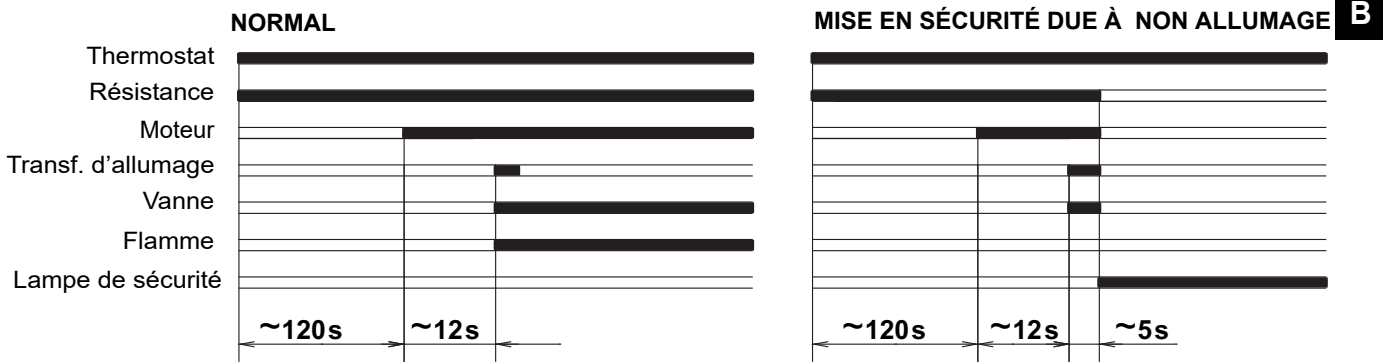 NORMAL
MISE EN SÉCURITÉ DUE À NON ALLUMAGE
B
Thermostat
Résistance
Moteur
Transf. d'allumage
Vanne
Flamme
Lampe de sécurité
~120s
~12s
~120s
~12s
~5s